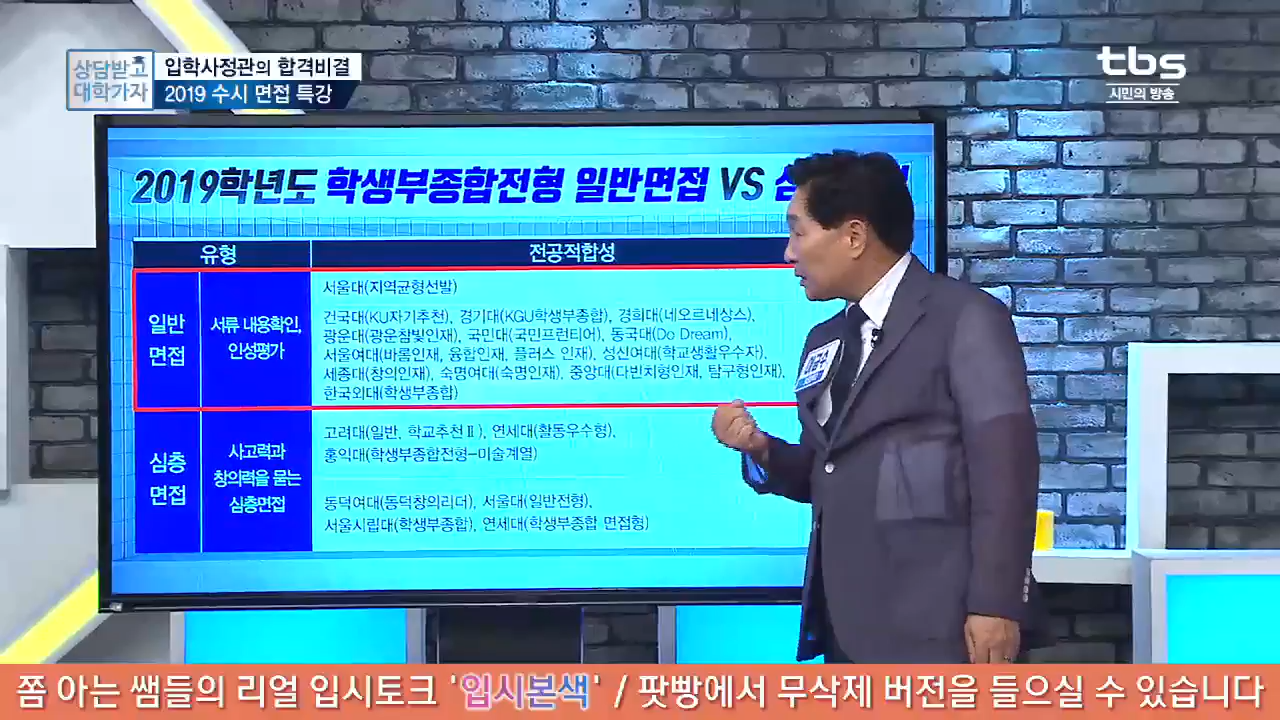 상담받고
대학가자
입학사정관의 합격비결
2019 수시 면접 특강
tbs
시민의 방송
2019학년도 학생부종합전형 일반면접 VS
유형
전공적합성
일반
면접
서류 내용확인,
인성평가
서울대(지역균형선발)
건국대(KU자기추천), 경기대(KGU학생부종합), 경희대(네오르네상스),
광운대(광운참빛인재), 국민대(국민프런티어), 동국대(Do Dream),
서울여대(바롬인재, 융합인재, 플러스 인재), 성신여대(학교생활우수자),
세종대(창의인재), 숙명여대(숙명인재), 중앙대(다빈치형인재, 탐구형인재),
한국외대(학생부종합)
심층
면접
사고력과
창의력을 묻는
심층면접
고려대(일반, 학교추천Ⅱ), 연세대(활동우수형),
홍익대(학생부종합전형-미술계열)
동덕여대(동덕창의리더), 서울대(일반전형),
서울시립대(학생부종합), 연세대(학생부종합 면접형)
쫌 아는 쌤들의 리얼 입시토크 '입시본색' / 팟빵에서 무삭제 버전을 들으실 수 있습니다